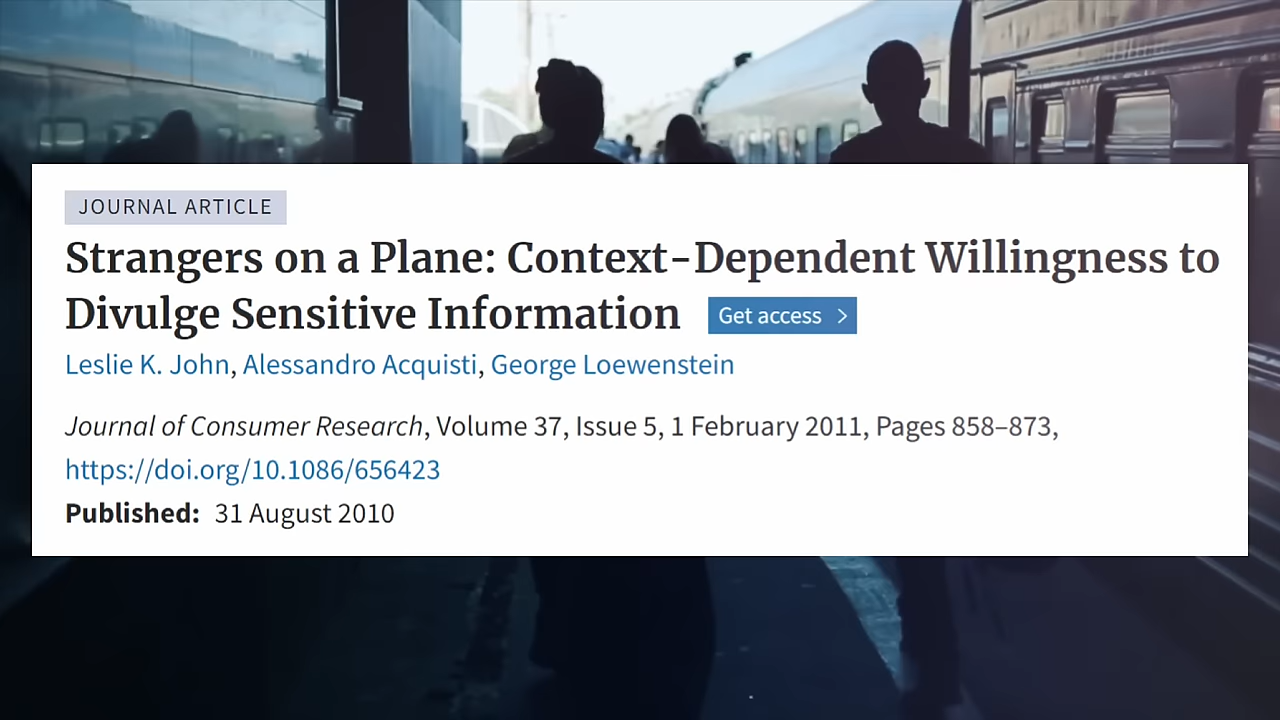 JOURNAL ARTICLE
Strangers on a Plane: Context-Dependent Willingness to
Divulge Sensitive Information Get access >
Leslie K. John, Alessandro Acquisti, George Loewenstein
Journal of Consumer Research, Volume 37, Issue 5, 1 February 2011, Pages 858–873,
https://doi.org/10.1086/656423
Published: 31 August 2010